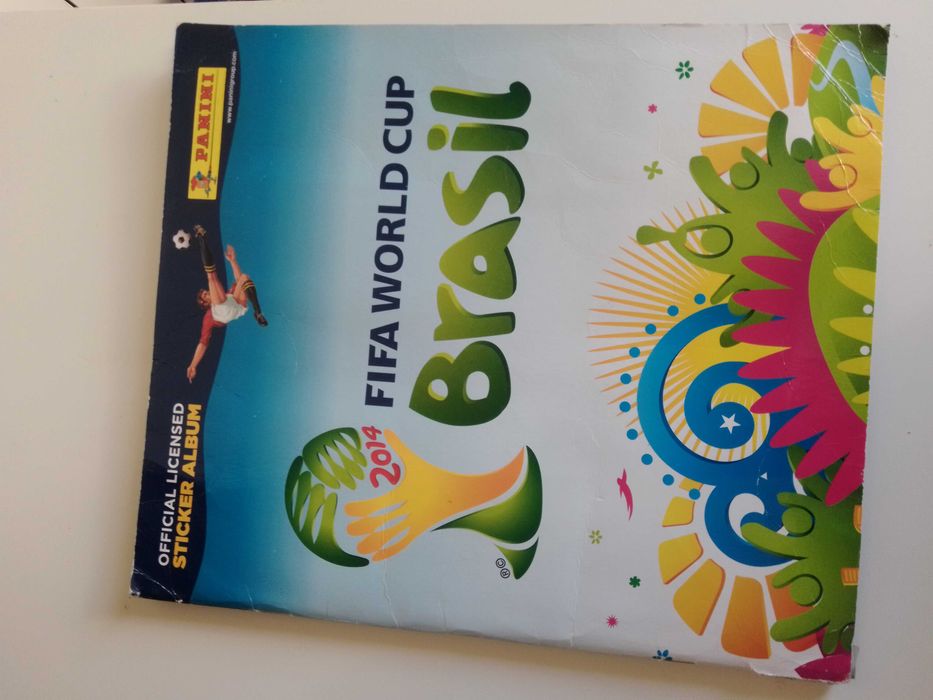 OFFICIAL LICENSED
STICKER ALBUM
PANINI
www.paninigroup.com
FIFA WORLD CUP
Brasil
2014
©
®